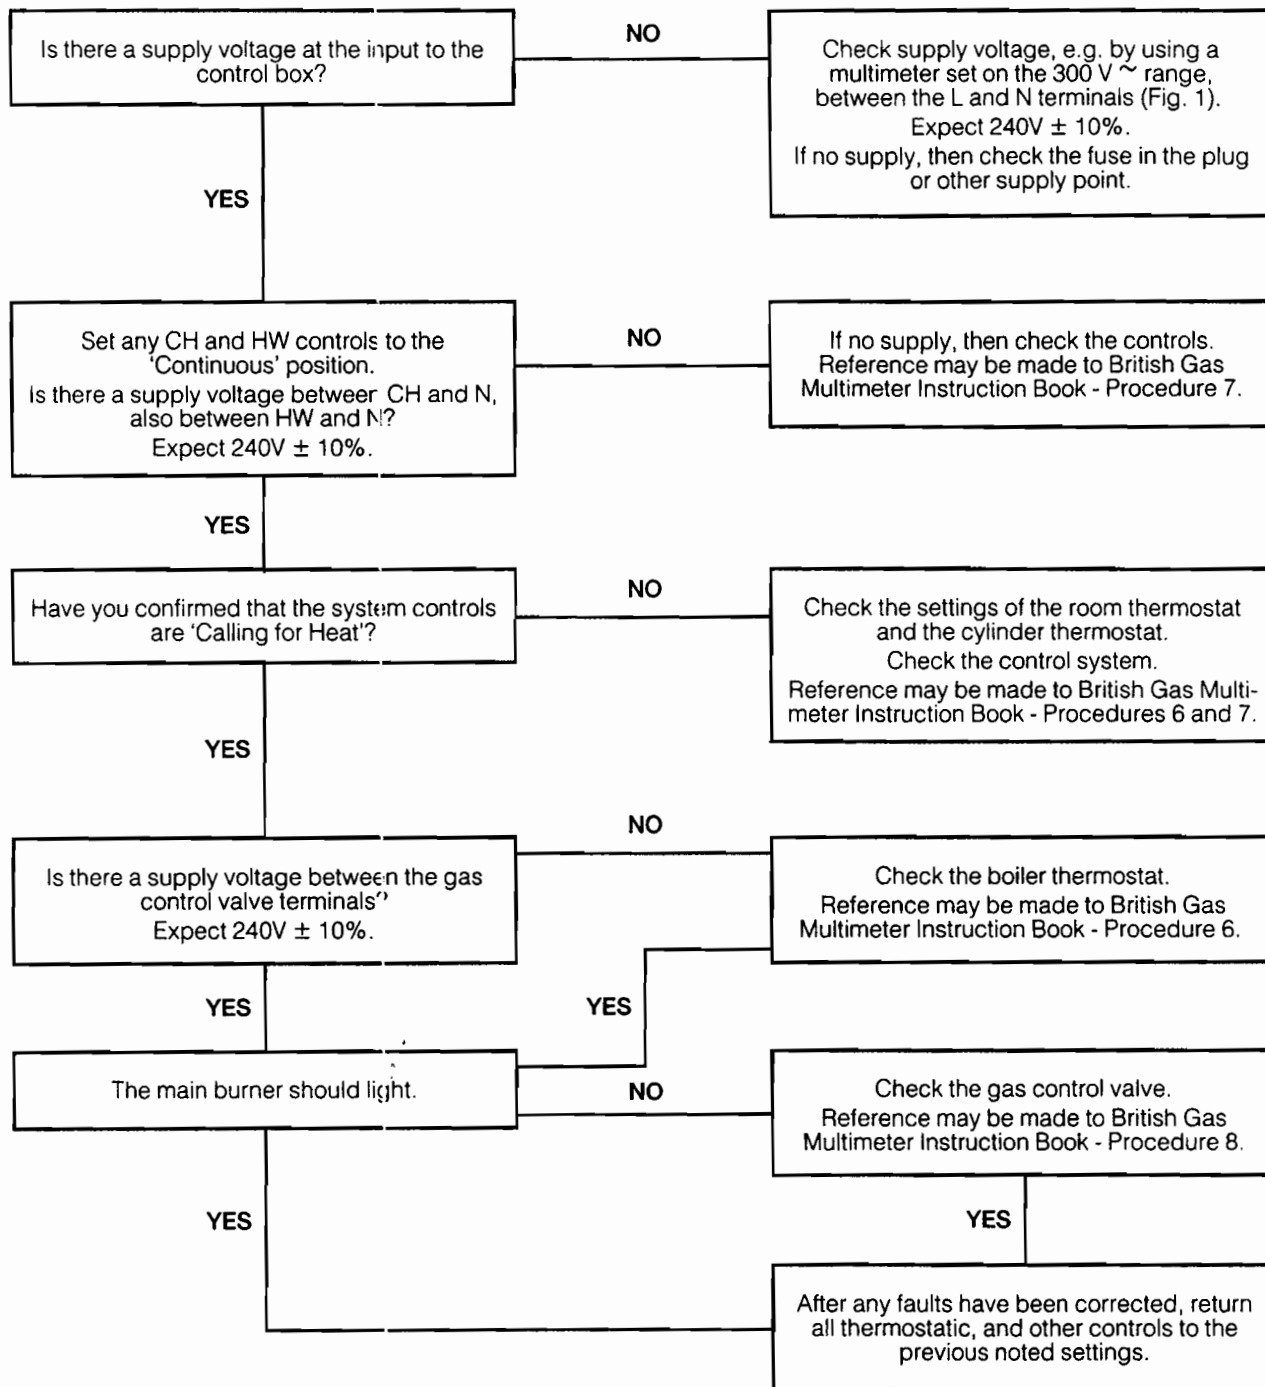 Is there a supply voltage at the input to the
control box?
NO
Check supply voltage, e.g. by using a
multimeter set on the 300 V ~ range,
between the L and N terminals (Fig. 1).
Expect 240V ± 10%.
If no supply, then check the fuse in the plug
or other supply point.
YES
Set any CH and HW controls to the
'Continuous' position.
Is there a supply voltage between CH and N,
also between HW and N?
Expect 240V ± 10%.
NO
If no supply, then check the controls.
Reference may be made to British Gas
Multimeter Instruction Book - Procedure 7.
YES
Have you confirmed that the system controls
are 'Calling for Heat'?
NO
Check the settings of the room thermostat
and the cylinder thermostat.
Check the control system.
Reference may be made to British Gas Multi-
meter Instruction Book - Procedures 6 and 7.
YES
Is there a supply voltage between the gas
control valve terminals?
Expect 240V ± 10%.
NO
Check the boiler thermostat.
Reference may be made to British Gas
Multimeter Instruction Book - Procedure 6.
YES
YES
The main burner should light.
NO
Check the gas control valve.
Reference may be made to British Gas
Multimeter Instruction Book - Procedure 8.
YES
YES
After any faults have been corrected, return
all thermostatic, and other controls to the
previous noted settings.